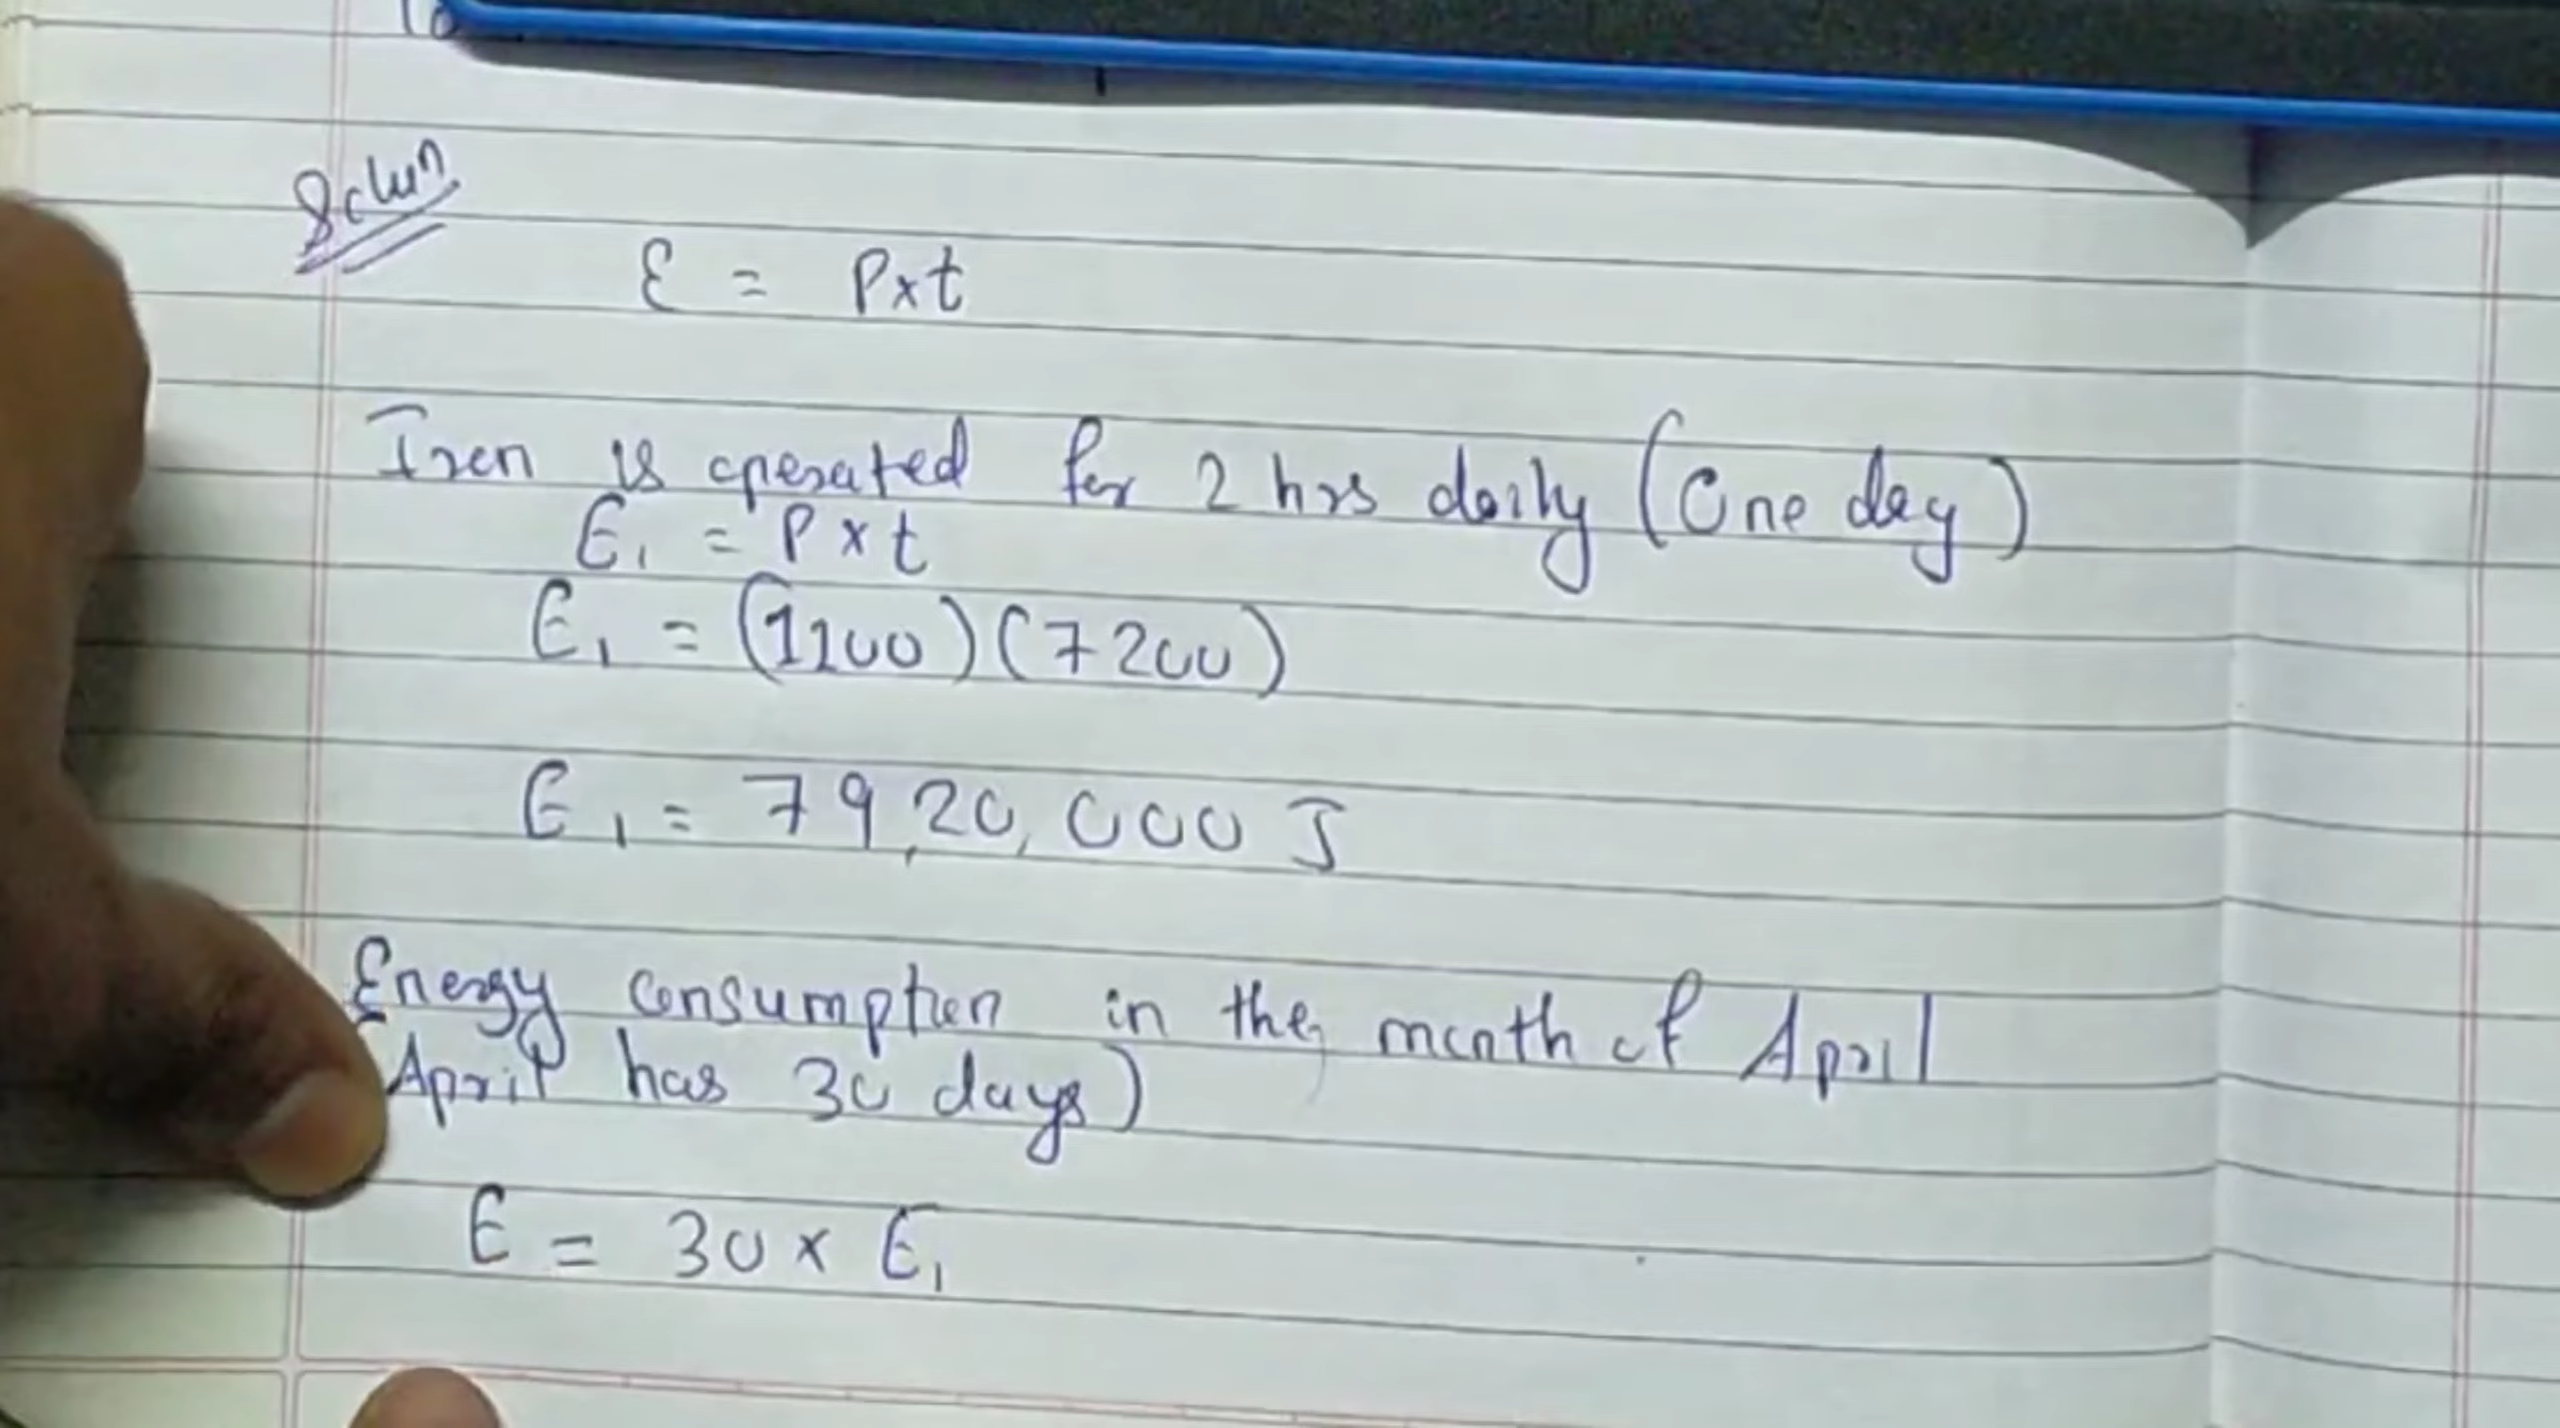 Soluⁿ
E = P×t
Iron is operated for 2 hrs daily (One day)
E₁ = P × t
E₁ = (1100)(7200)
E₁ = 79,20,000 J
Energy consumption in the month of April
April has 30 days)
E = 30 × E₁